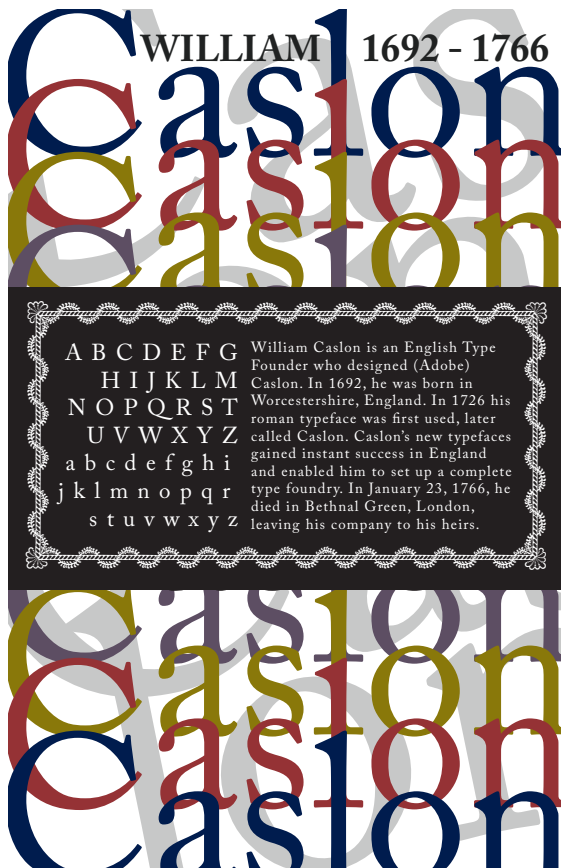 WILLIAM 1692 - 1766
Caslon
Caslon
Caslon
Caslon
A B C D E F G
H I J K L M
N O P Q R S T
U V W X Y Z
a b c d e f g h i
j k l m n o p q r
s t u v w x y z
William Caslon is an English Type
Founder who designed (Adobe)
Caslon. In 1692, he was born in
Worcestershire, England. In 1726 his
roman typeface was first used, later
called Caslon. Caslon’s new typefaces
gained instant success in England
and enabled him to set up a complete
type foundry. In January 23, 1766, he
died in Bethnal Green, London,
leaving his company to his heirs.
Caslon
Caslon
Caslon
Caslon